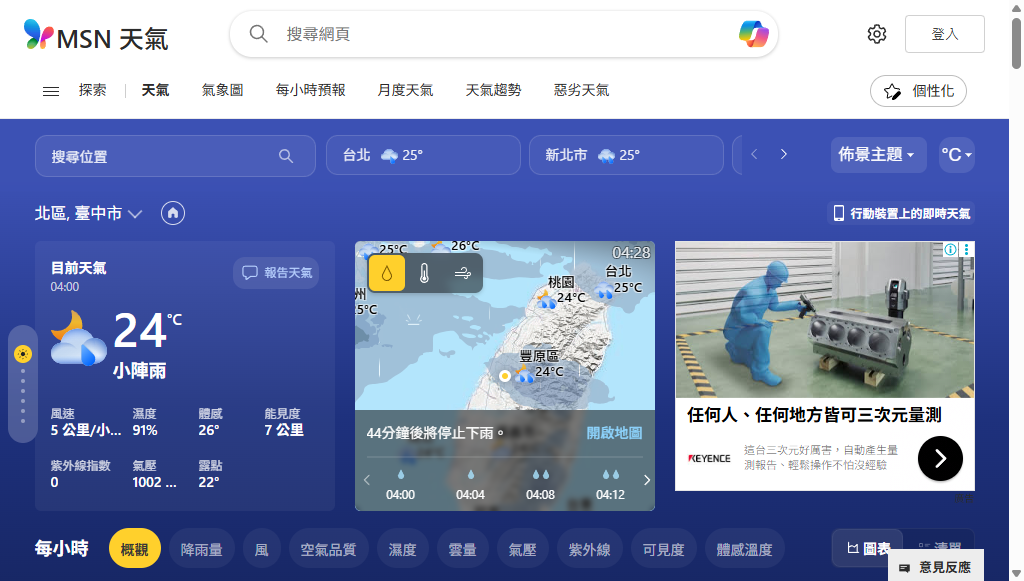 MSN 天氣
搜尋網頁
登入
探索
天氣
氣象圖
每小時預報
月度天氣
天氣趨勢
惡劣天氣
個性化
搜尋位置
台北 25°
新北市 25°
佈景主題
°C
北區, 臺中市
行動裝置上的即時天氣
目前天氣
04:00
報告天氣
24°C
小陣雨
風速
5 公里/小...
濕度
91%
體感
26°
能見度
7 公里
紫外線指數
0
氣壓
1002 ...
露點
22°
25°C
26°C
04:28
台北
25°C
桃園
24°C
州
5°C
豐原區
24°C
44分鐘後將停止下雨。
開啟地圖
04:00
04:04
04:08
04:12
任何人、任何地方皆可三次元量測
KEYENCE
這台三次元好厲害，自動產生量
測報告、輕鬆操作不怕沒經驗
每小時
概觀
降雨量
風
空氣品質
濕度
雲量
氣壓
紫外線
可見度
體感溫度
圖表
清單
意見反應